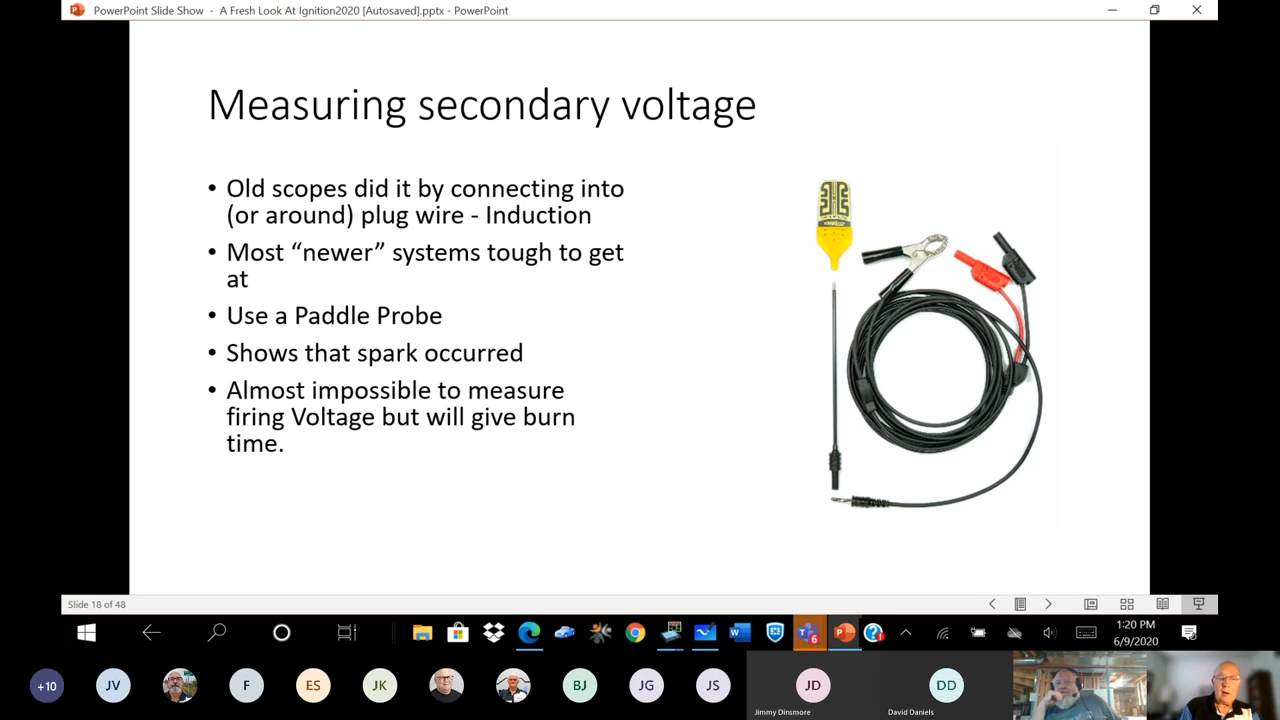 PowerPoint Slide Show - A Fresh Look At Ignition2020 [Autosaved].pptx - PowerPoint
Measuring secondary voltage
• Old scopes did it by connecting into
(or around) plug wire - Induction
• Most “newer” systems tough to get
at
• Use a Paddle Probe
• Shows that spark occurred
• Almost impossible to measure
firing Voltage but will give burn
time.
Slide 18 of 48
1:20 PM
6/9/2020
+10
JV
F
ES
JK
BJ
JG
JS
JD
DD
Jimmy Dinsmore
David Daniels